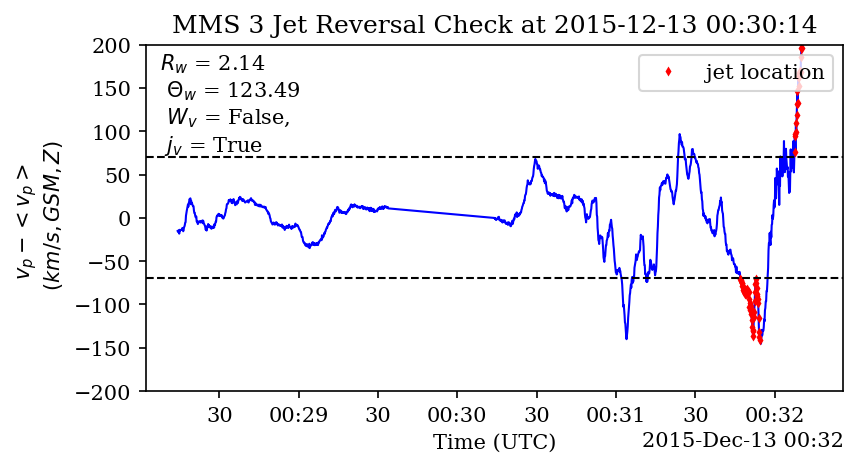 MMS 3 Jet Reversal Check at 2015-12-13 00:30:14
200
150
100
50
0
−50
−100
−150
−200
v_p − < v_p >
(km/s, GSM, Z)
R_w = 2.14
Θ_w = 123.49
W_v = False,
j_v = True
jet location
30 00:29 30 00:30 30 00:31 30 00:32
Time (UTC)
2015-Dec-13 00:32